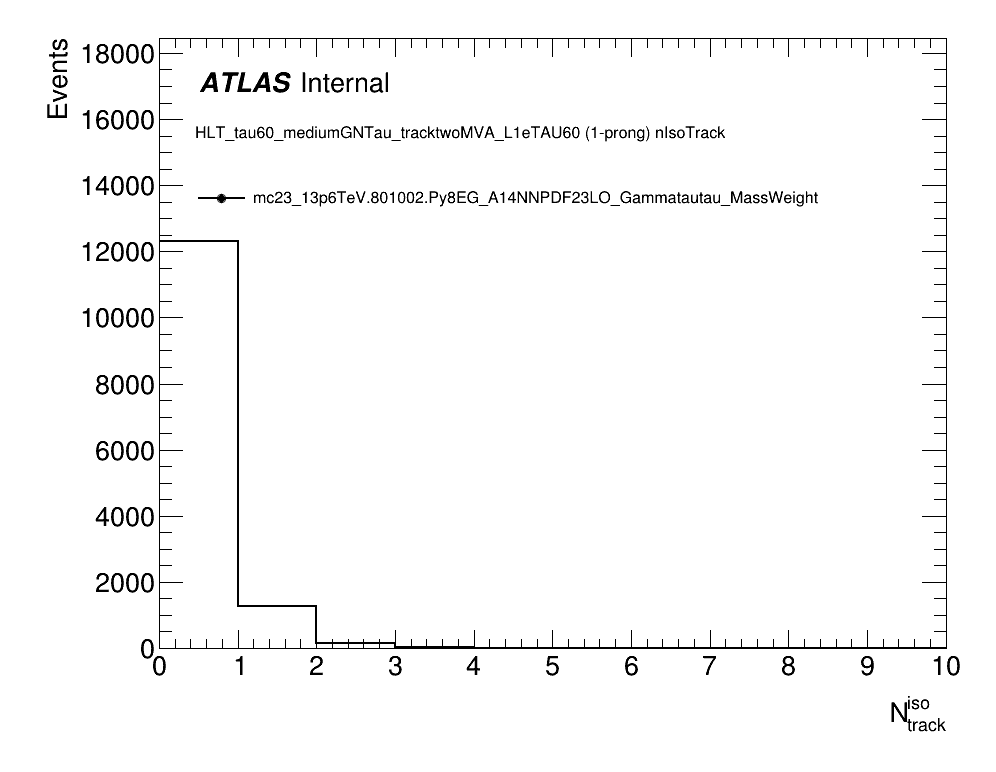 Events
18000
16000
14000
12000
10000
8000
6000
4000
2000
0
ATLAS Internal
HLT_tau60_mediumGNTau_tracktwoMVA_L1eTAU60 (1-prong) nIsoTrack
mc23_13p6TeV.801002.Py8EG_A14NNPDF23LO_Gammatautau_MassWeight
0 1 2 3 4 5 6 7 8 9 10
N iso track